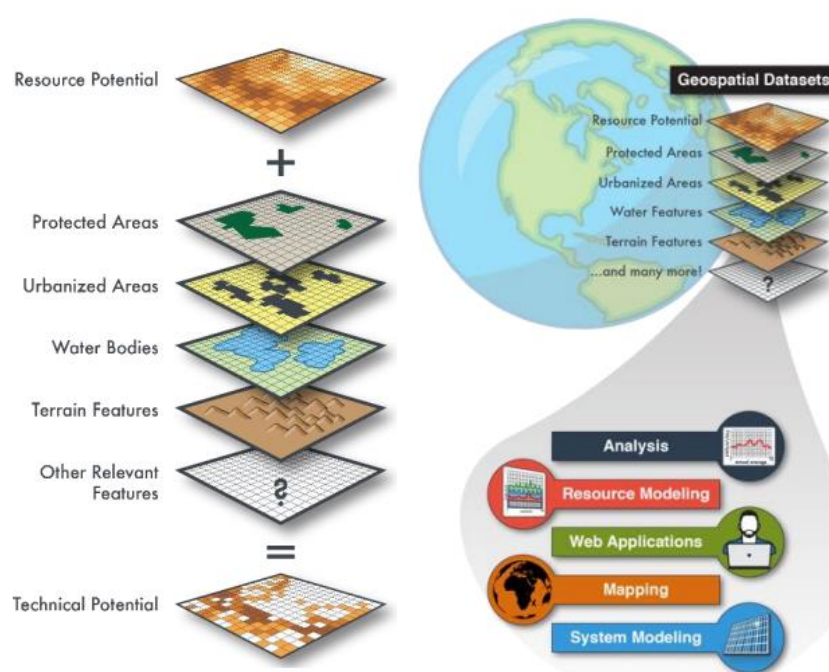 Resource Potential
+
Protected Areas
Urbanized Areas
Water Bodies
Terrain Features
Other Relevant
Features
?
=
Technical Potential
Geospatial Datasets
Resource Potential
Protected Areas
Urbanized Areas
Water Features
Terrain Features
...and many more!
?
Analysis
Resource Modeling
Web Applications
Mapping
System Modeling